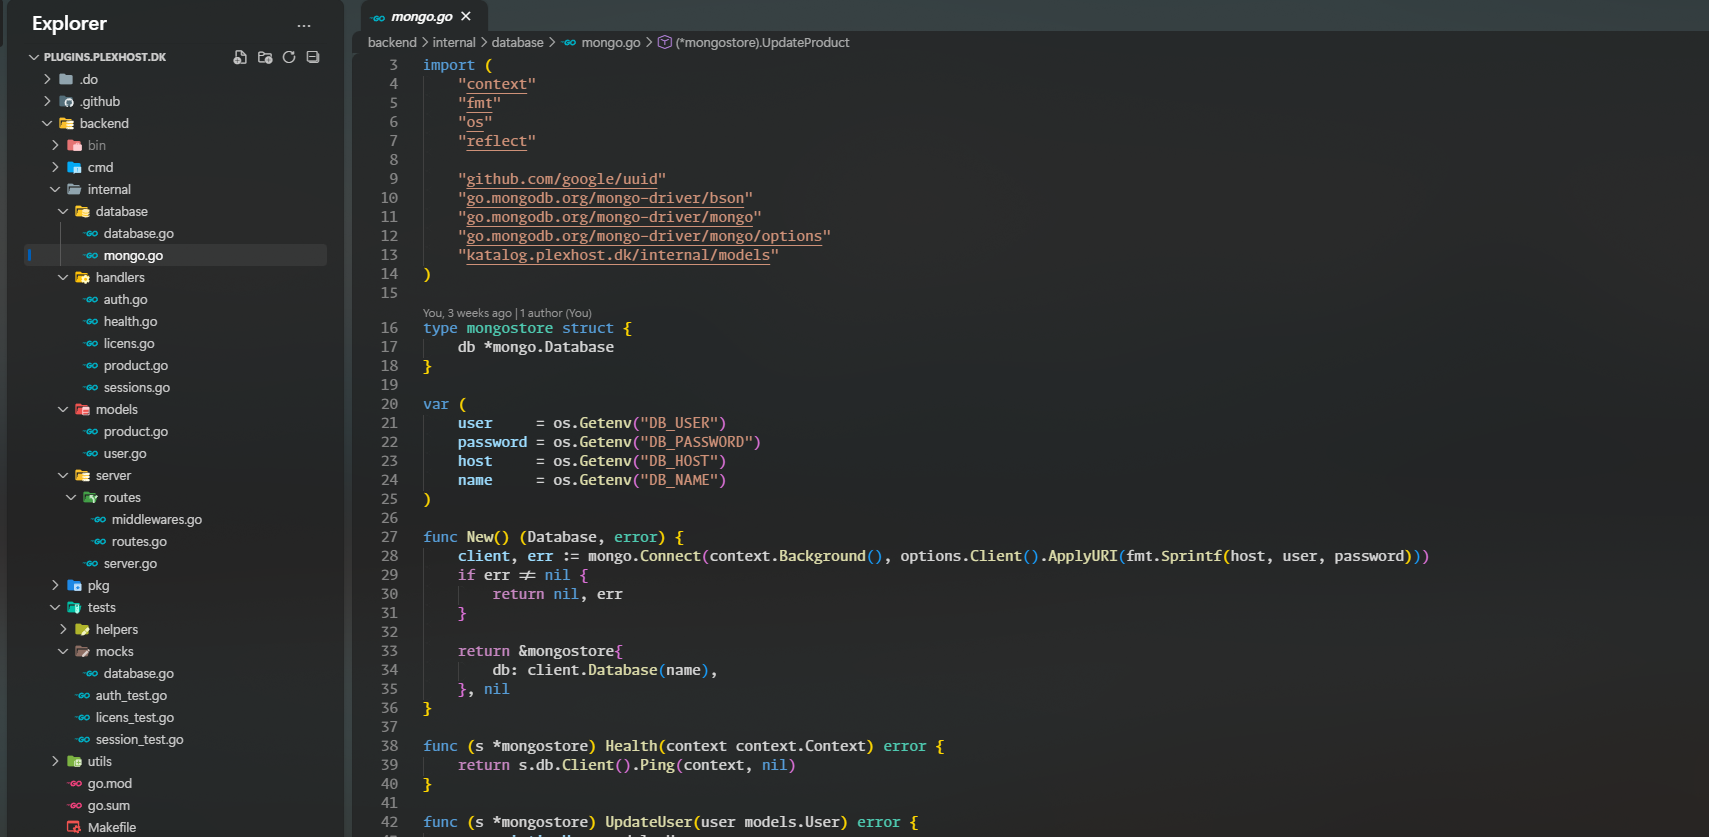 Explorer
...
PLUGINS.PLEXHOST.DK
.do
.github
backend
bin
cmd
internal
database
database.go
mongo.go
handlers
auth.go
health.go
licens.go
product.go
sessions.go
models
product.go
user.go
server
routes
middlewares.go
routes.go
server.go
pkg
tests
helpers
mocks
database.go
auth_test.go
licens_test.go
session_test.go
utils
go.mod
go.sum
Makefile
mongo.go
backend > internal > database > mongo.go > (*mongostore).UpdateProduct
3 import (
4 "context"
5 "fmt"
6 "os"
7 "reflect"
8
9 "github.com/google/uuid"
10 "go.mongodb.org/mongo-driver/bson"
11 "go.mongodb.org/mongo-driver/mongo"
12 "go.mongodb.org/mongo-driver/mongo/options"
13 "katalog.plexhost.dk/internal/models"
14 )
15
You, 3 weeks ago | 1 author (You)
16 type mongostore struct {
17 db *mongo.Database
18 }
19
20 var (
21 user     = os.Getenv("DB_USER")
22 password = os.Getenv("DB_PASSWORD")
23 host     = os.Getenv("DB_HOST")
24 name     = os.Getenv("DB_NAME")
25 )
26
27 func New() (Database, error) {
28 client, err := mongo.Connect(context.Background(), options.Client().ApplyURI(fmt.Sprintf(host, user, password)))
29 if err != nil {
30 return nil, err
31 }
32
33 return &mongostore{
34 db: client.Database(name),
35 }, nil
36 }
37
38 func (s *mongostore) Health(context context.Context) error {
39 return s.db.Client().Ping(context, nil)
40 }
41
42 func (s *mongostore) UpdateUser(user models.User) error {